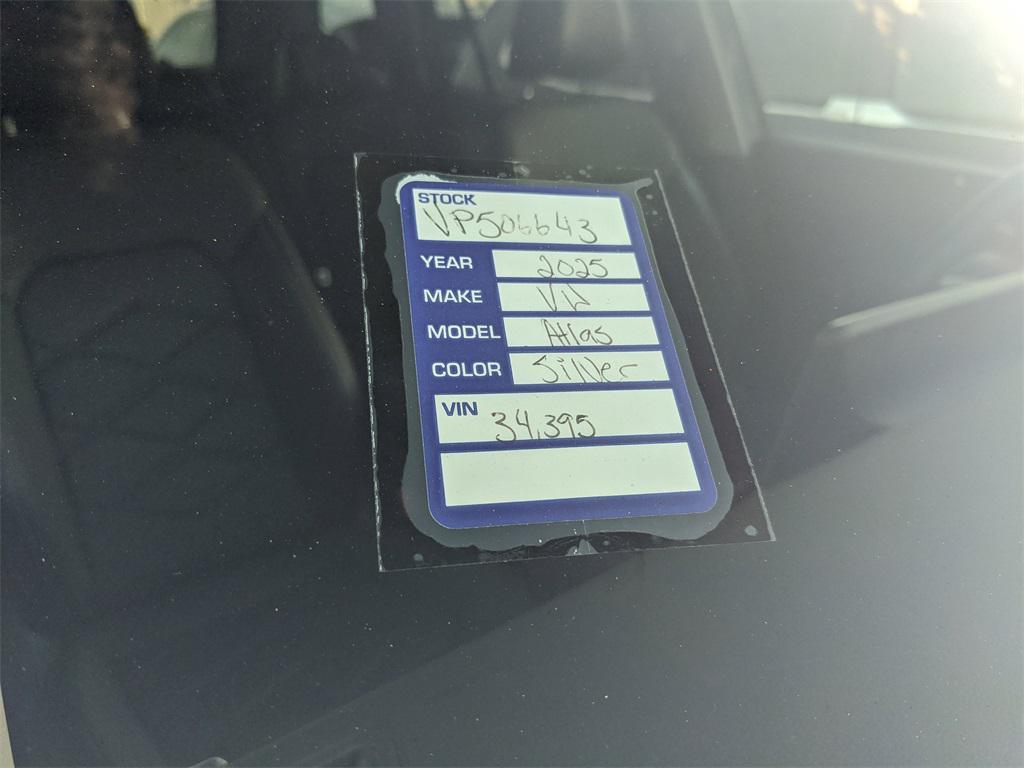 STOCK
VP506643
YEAR 2025
MAKE VW
MODEL Atlas
COLOR Silver
VIN 34,395